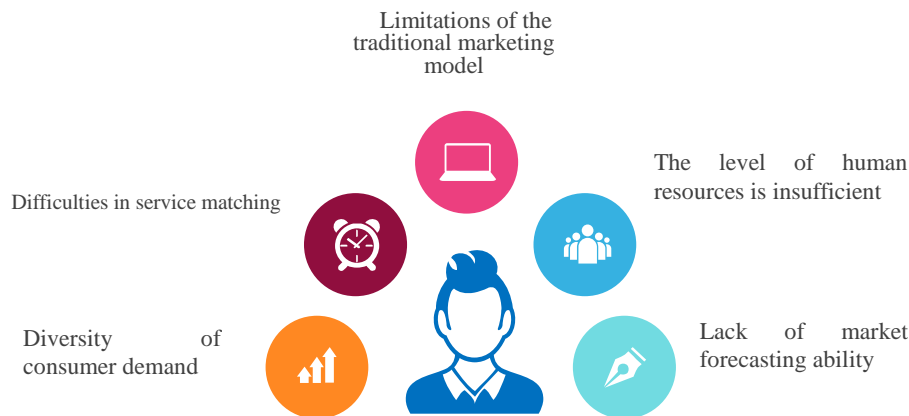 Limitations of the
traditional marketing
model
The level of human
resources is insufficient
Difficulties in service matching
Diversity of
consumer demand
Lack of market
forecasting ability